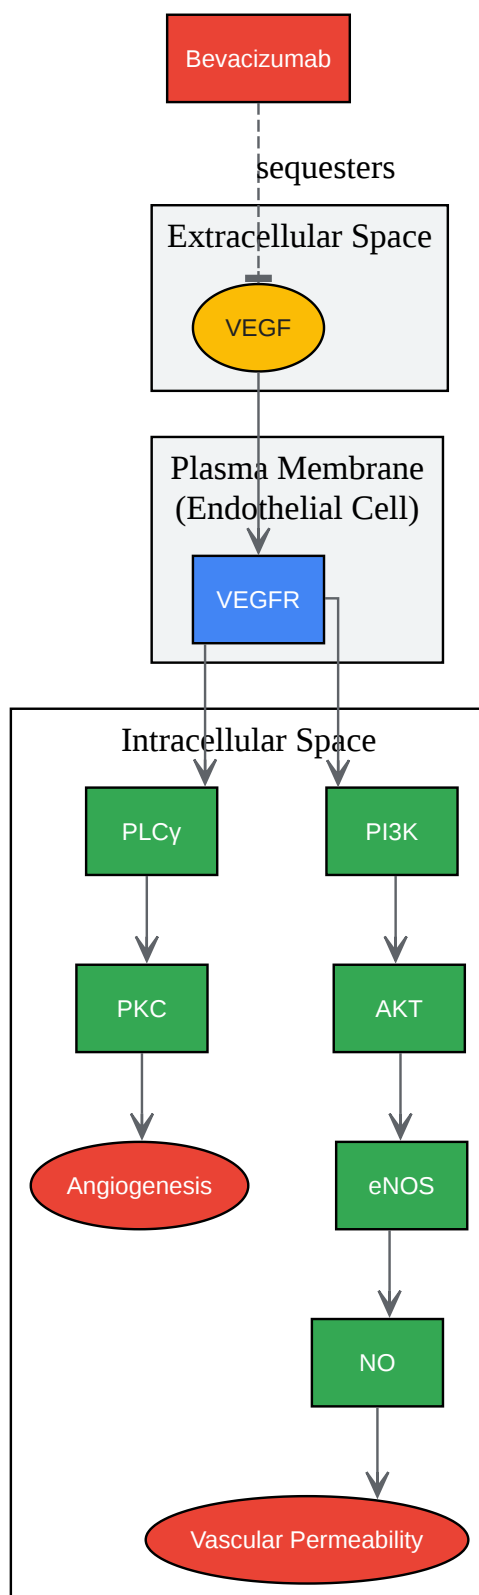 Bevacizumab
sequesters
Extracellular Space
VEGF
Plasma Membrane
(Endothelial Cell)
VEGFR
Intracellular Space
PLCγ
PI3K
PKC
AKT
Angiogenesis
eNOS
NO
Vascular Permeability